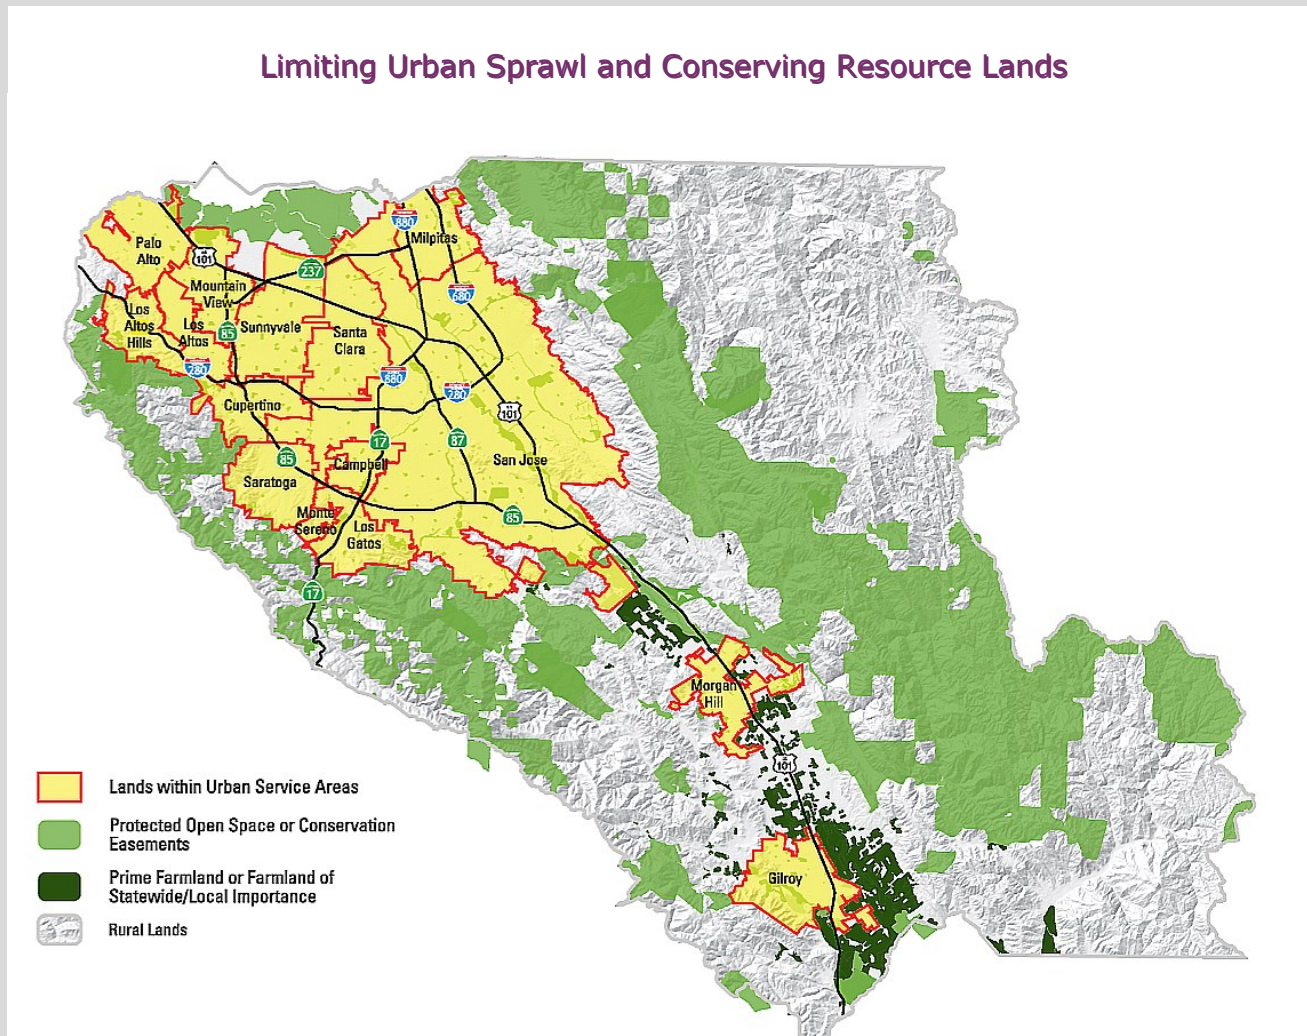 Limiting Urban Sprawl and Conserving Resource Lands
880
Milpitas
Palo
Alto
101
237
Mountain
View
680
Los
Altos
Hills
Los
Altos
85
Sunnyvale
Santa
Clara
280
880
280
Cupertino
101
17
87
85
Campbell
San Jose
Saratoga
Monte
Sereno
Los
Gatos
85
17
Morgan
Hill
101
Gilroy
Lands within Urban Service Areas
Protected Open Space or Conservation
Easements
Prime Farmland or Farmland of
Statewide/Local Importance
Rural Lands